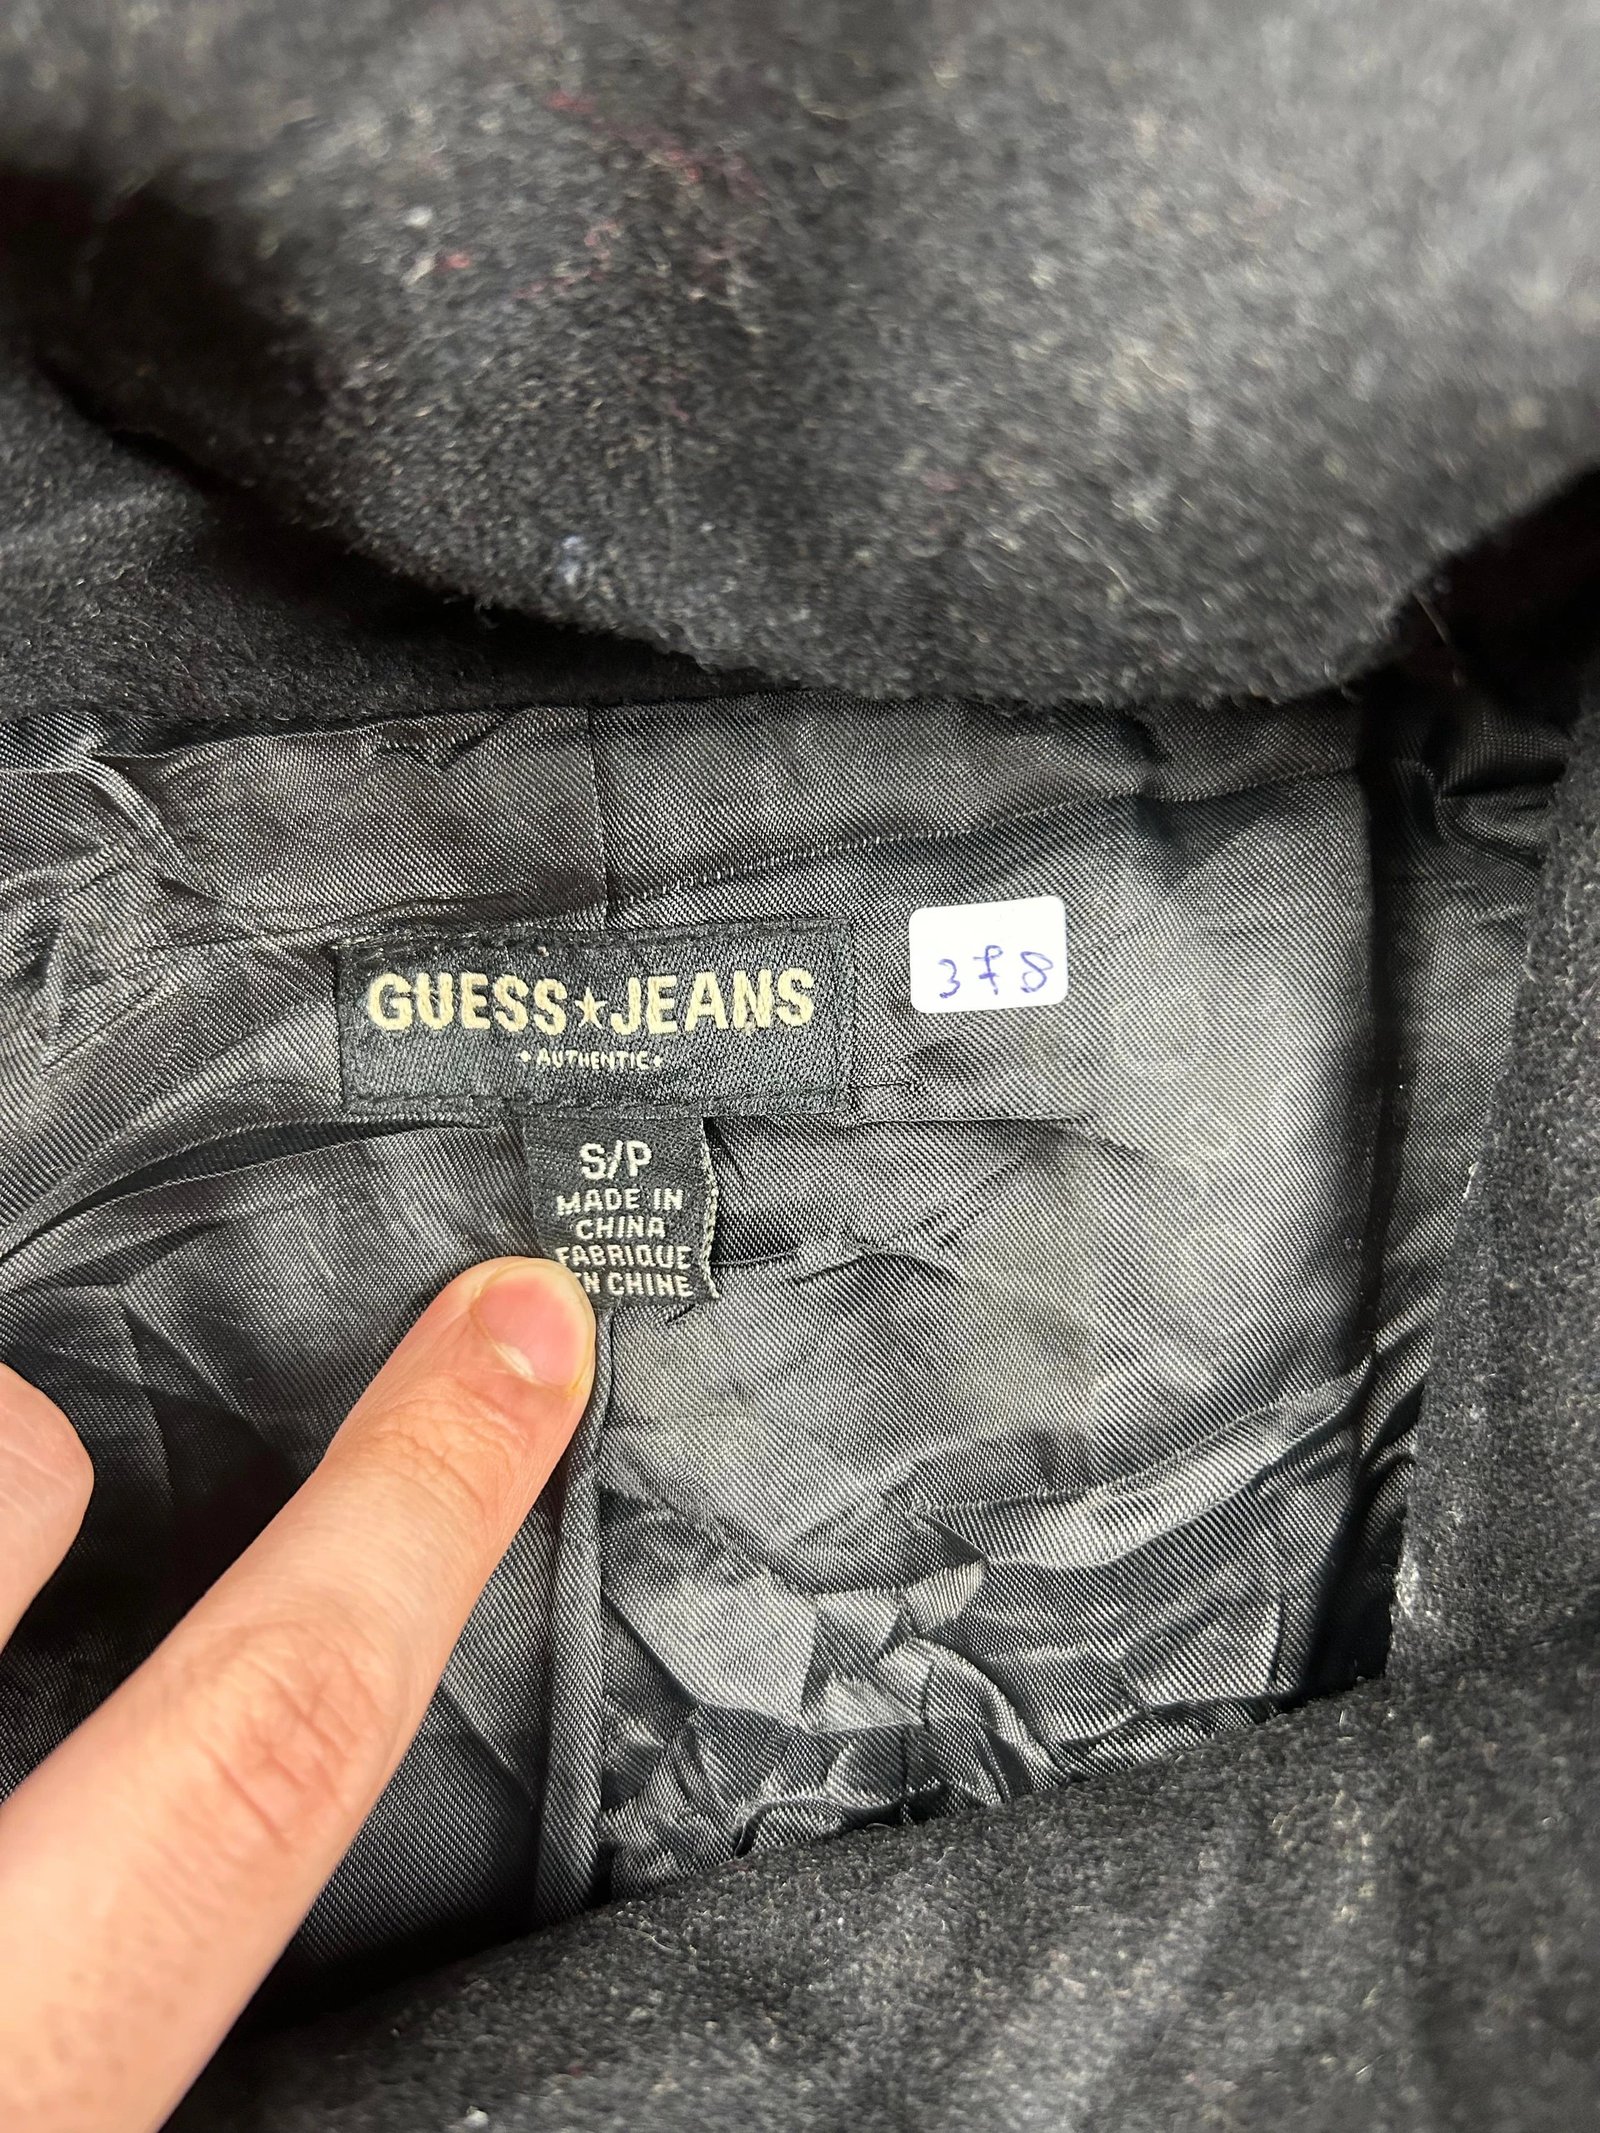 GUESS★JEANS
• AUTHENTIC •
378
S/P
MADE IN
CHINA
FABRIQUE
EN CHINE